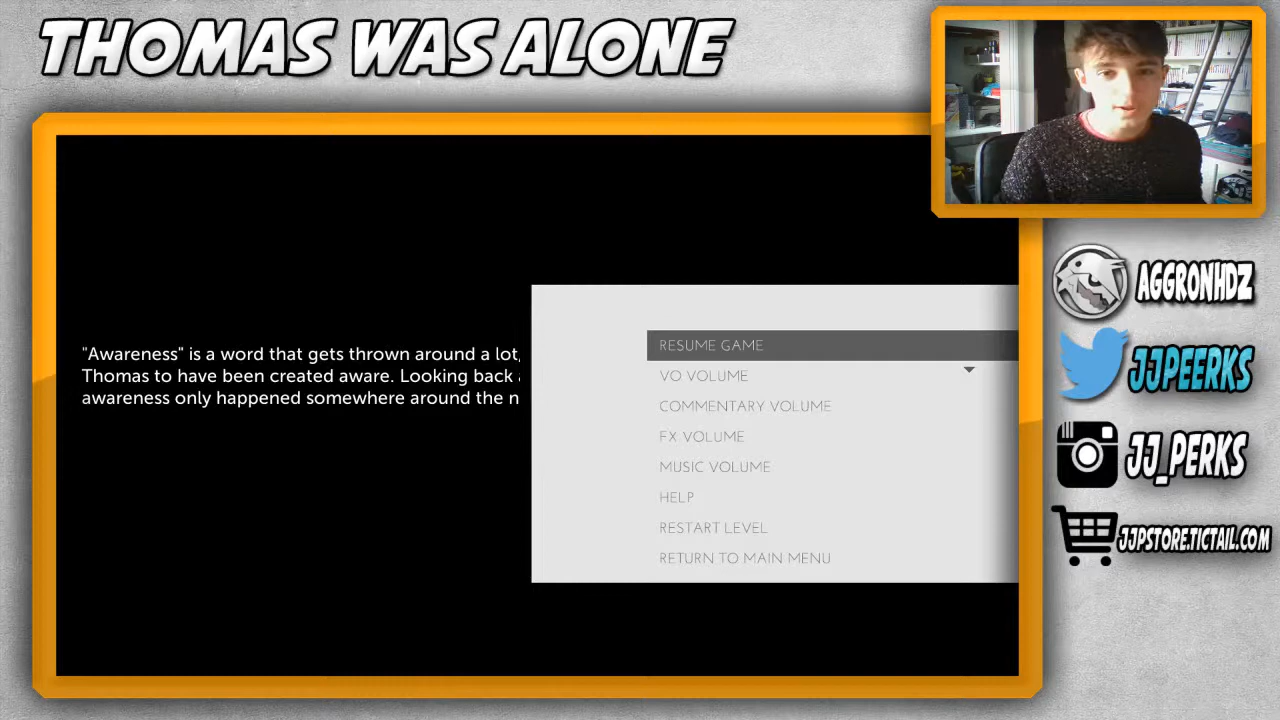 THOMAS WAS ALONE
"Awareness" is a word that gets thrown around a lot,
Thomas to have been created aware. Looking back
awareness only happened somewhere around the n
RESUME GAME
VO VOLUME
COMMENTARY VOLUME
FX VOLUME
MUSIC VOLUME
HELP
RESTART LEVEL
RETURN TO MAIN MENU
AGGRONHDZ
JJPEERKS
JJ_PERKS
JJPSTORE.TICTAIL.COM